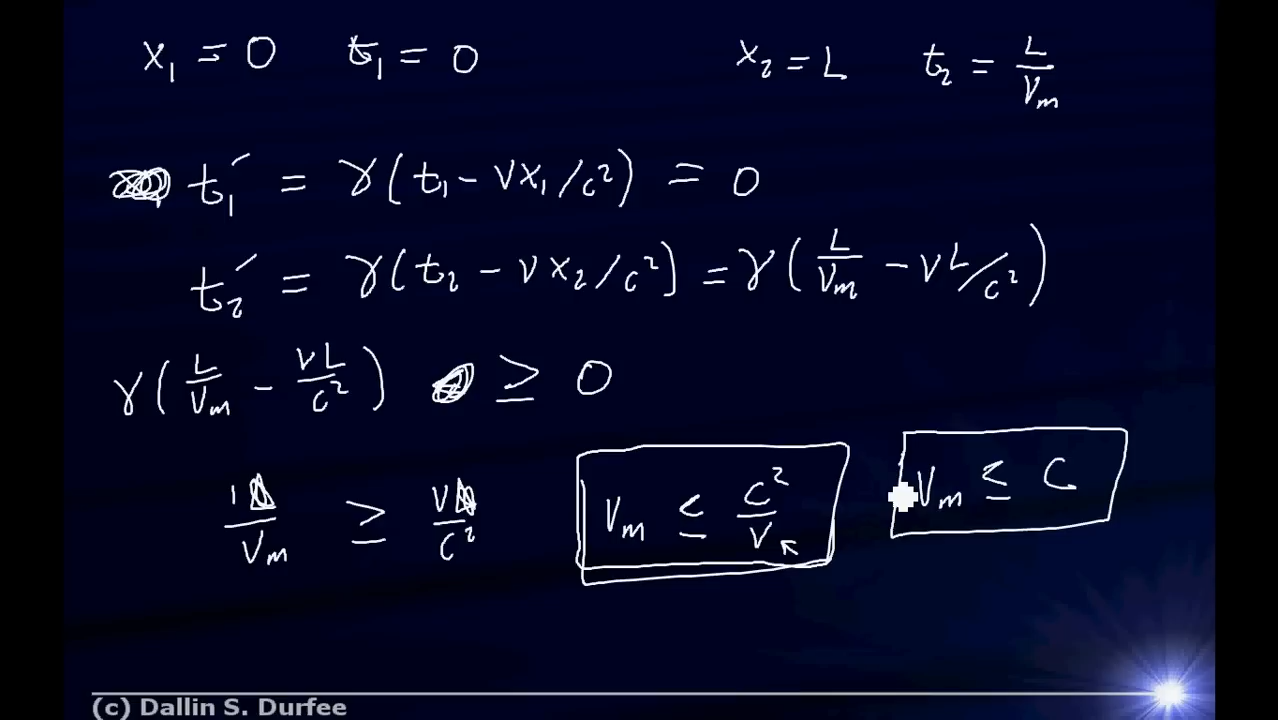 x₁ = 0 t₁ = 0 x₂ = L t₂ = L/Vₘ
t₁′ = γ(t₁ − Vx₁/c²) = 0
t₂′ = γ(t₂ − Vx₂/c²) = γ(L/Vₘ − VL/c²)
γ(L/Vₘ − VL/c²) ≥ 0
1/Vₘ ≥ V/c² Vₘ ≤ c²/V Vₘ ≤ C
(c) Dallin S. Durfee